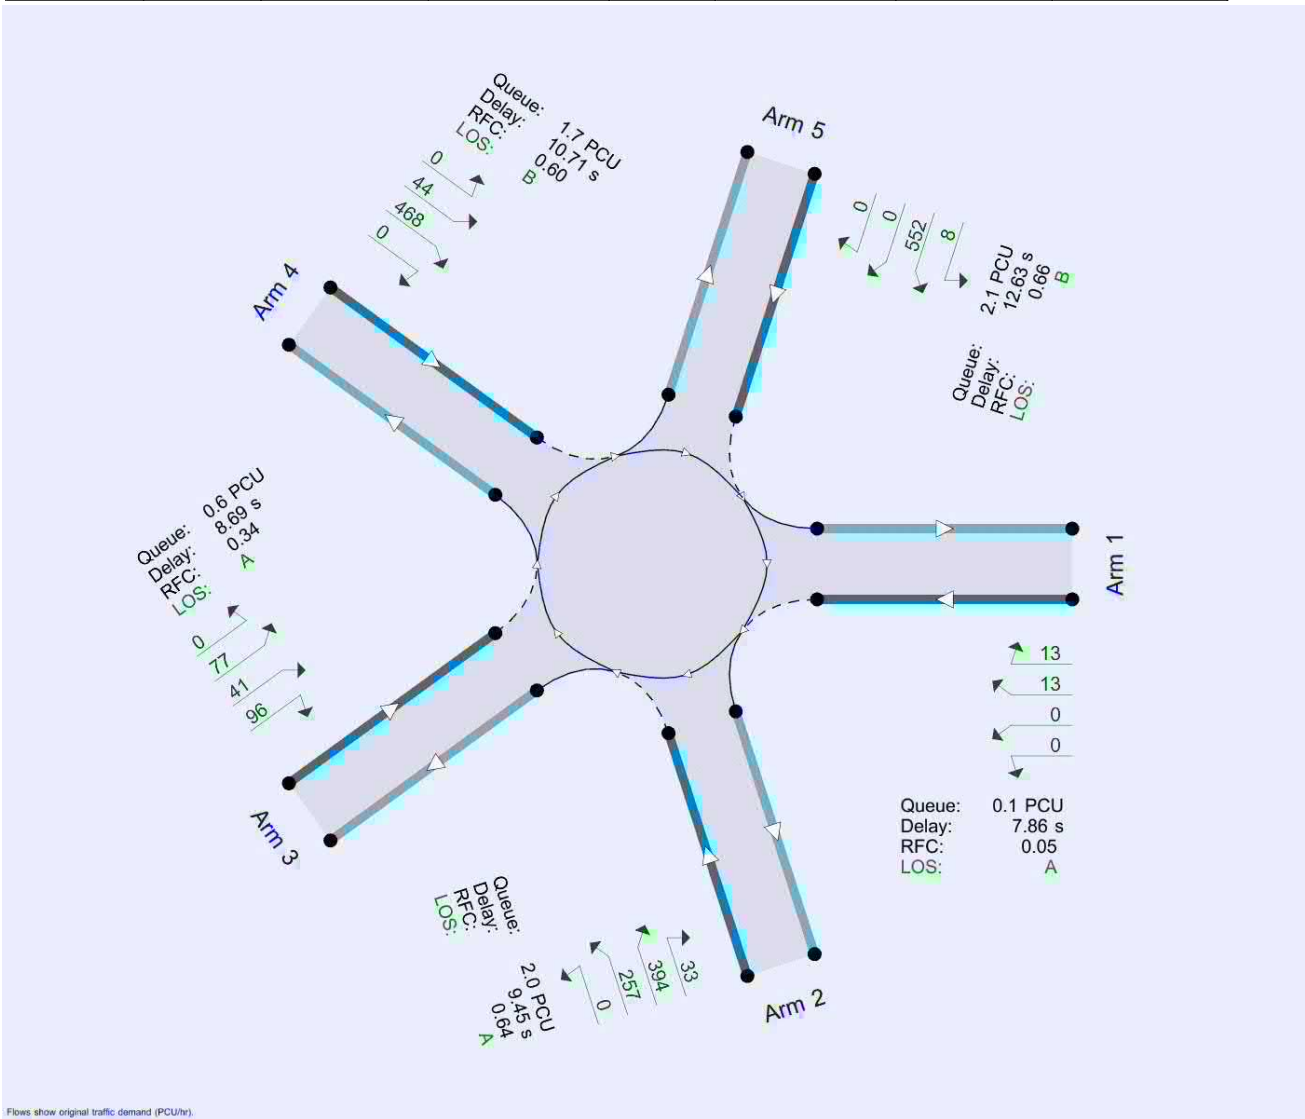 Arm 5
Queue: 1.7 PCU
Delay: 10.71 s
RFC: 0.60
LOS: B
0
44
468
0
0
0
552
8
Queue: 2.1 PCU
Delay: 12.63 s
RFC: 0.66
LOS: B
Arm 4
Arm 1
Queue: 0.6 PCU
Delay: 8.69 s
RFC: 0.34
LOS: A
0
77
41
96
13
13
0
0
Queue: 0.1 PCU
Delay: 7.86 s
RFC: 0.05
LOS: A
Arm 3
Queue: 2.0 PCU
Delay: 9.45 s
RFC: 0.64
LOS: A
0
257
394
33
Arm 2
Flows show original traffic demand (PCU/hr).